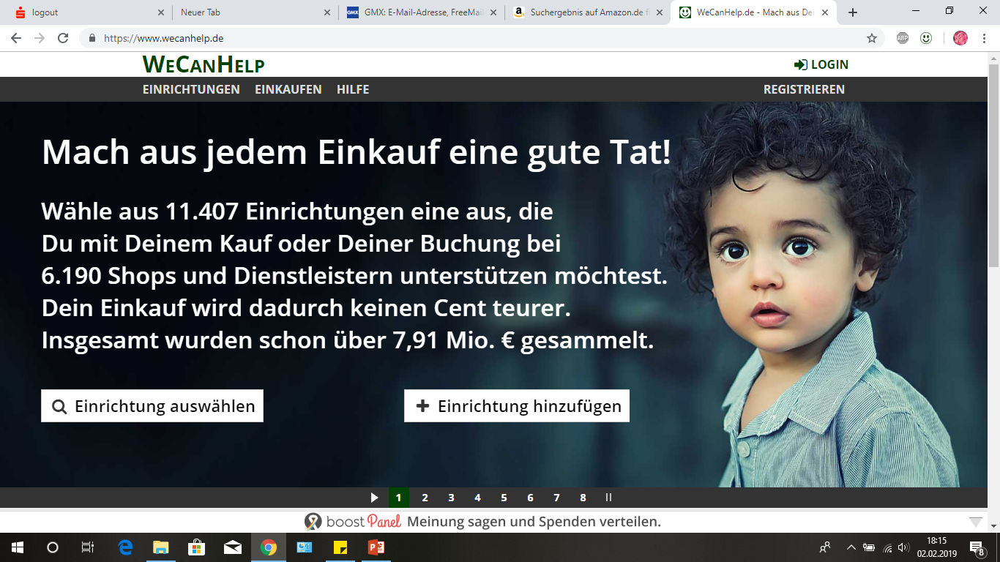 logout
Neuer Tab
GMX
GMX: E-Mail-Adresse, FreeMail
Suchergebnis auf Amazon.de f
WeCanHelp.de - Mach aus De
https://www.wecanhelp.de
ABP
WECANHELP
LOGIN
EINRICHTUNGEN EINKAUFEN HILFE
REGISTRIEREN
Mach aus jedem Einkauf eine gute Tat!
Wähle aus 11.407 Einrichtungen eine aus, die
Du mit Deinem Kauf oder Deiner Buchung bei
6.190 Shops und Dienstleistern unterstützen möchtest.
Dein Einkauf wird dadurch keinen Cent teurer.
Insgesamt wurden schon über 7,91 Mio. € gesammelt.
Einrichtung auswählen
Einrichtung hinzufügen
1 2 3 4 5 6 7 8
boost Panel Meinung sagen und Spenden verteilen.
18:15
02.02.2019
8